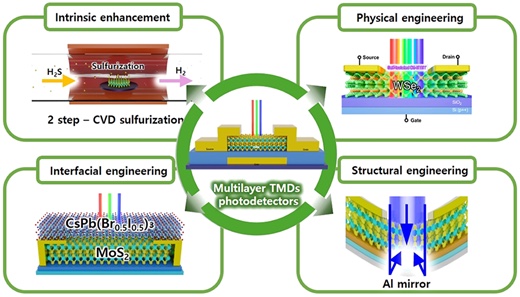 Intrinsic enhancement
Sulfurization
H₂S
H₂
2 step – CVD sulfurization
Physical engineering
Source
Drain
WSe₂
SiO₂
Gate
Multilayer TMDs
photodetectors
Interfacial engineering
CsPb(Br₀.₅I₀.₅)₃
MoS₂
Structural engineering
Al mirror